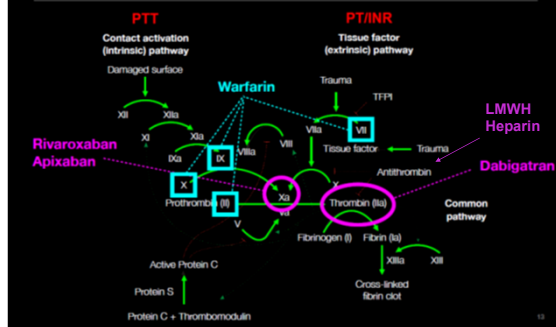 PTT
PT/INR
Contact activation
(intrinsic) pathway
Tissue factor
(extrinsic) pathway
Damaged surface
Trauma
Warfarin
TFPI
XII
XIIa
XI
XIa
VIIa
VII
LMWH
Heparin
Rivaroxaban
Apixaban
IXa
IX
VIIIa
VIII
Tissue factor
Trauma
Antithrombin
Dabigatran
X
Xa
X
Prothrombin (II)
Va
Thrombin (IIa)
Common
pathway
V
Fibrinogen (I)
Fibrin (Ia)
Active Protein C
XIIIa
XIII
Protein S
Cross-linked
fibrin clot
Protein C + Thrombomodulin
13